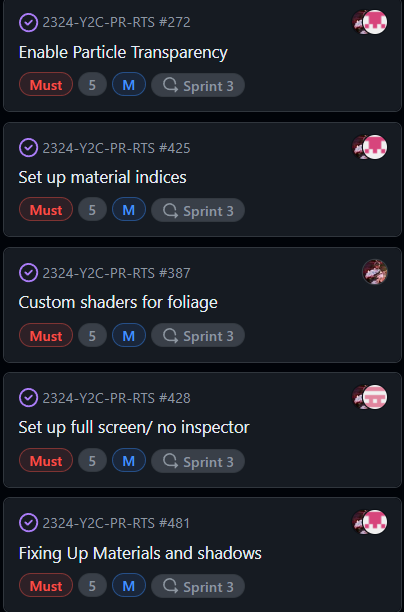 2324-Y2C-PR-RTS #272
Enable Particle Transparency
Must 5 M Sprint 3
2324-Y2C-PR-RTS #425
Set up material indices
Must 5 M Sprint 3
2324-Y2C-PR-RTS #387
Custom shaders for foliage
Must 5 M Sprint 3
2324-Y2C-PR-RTS #428
Set up full screen/ no inspector
Must 5 M Sprint 3
2324-Y2C-PR-RTS #481
Fixing Up Materials and shadows
Must 5 M Sprint 3